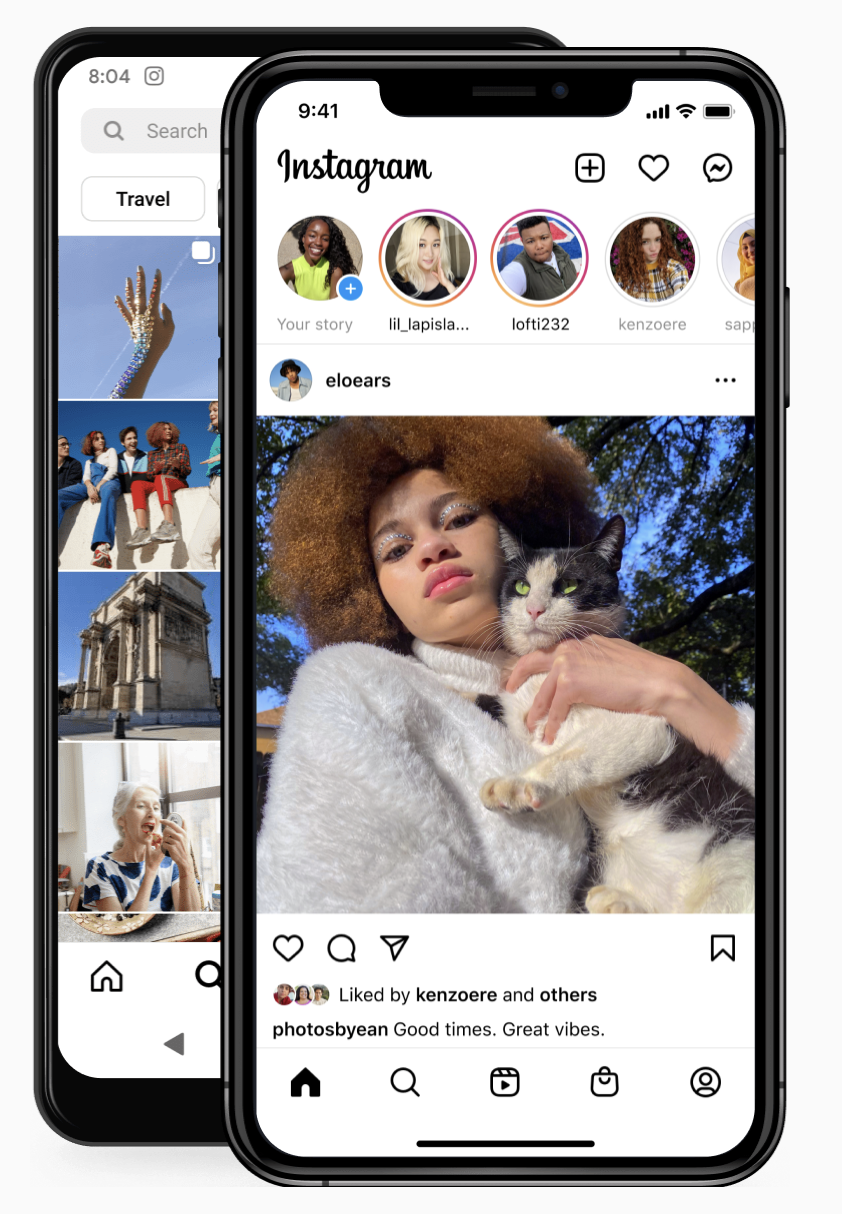 8:04
Search
Travel
9:41
Instagram
Your story
lil_lapisla...
lofti232
kenzoere
sapp
eloears
Liked by kenzoere and others
photosbyean Good times. Great vibes.